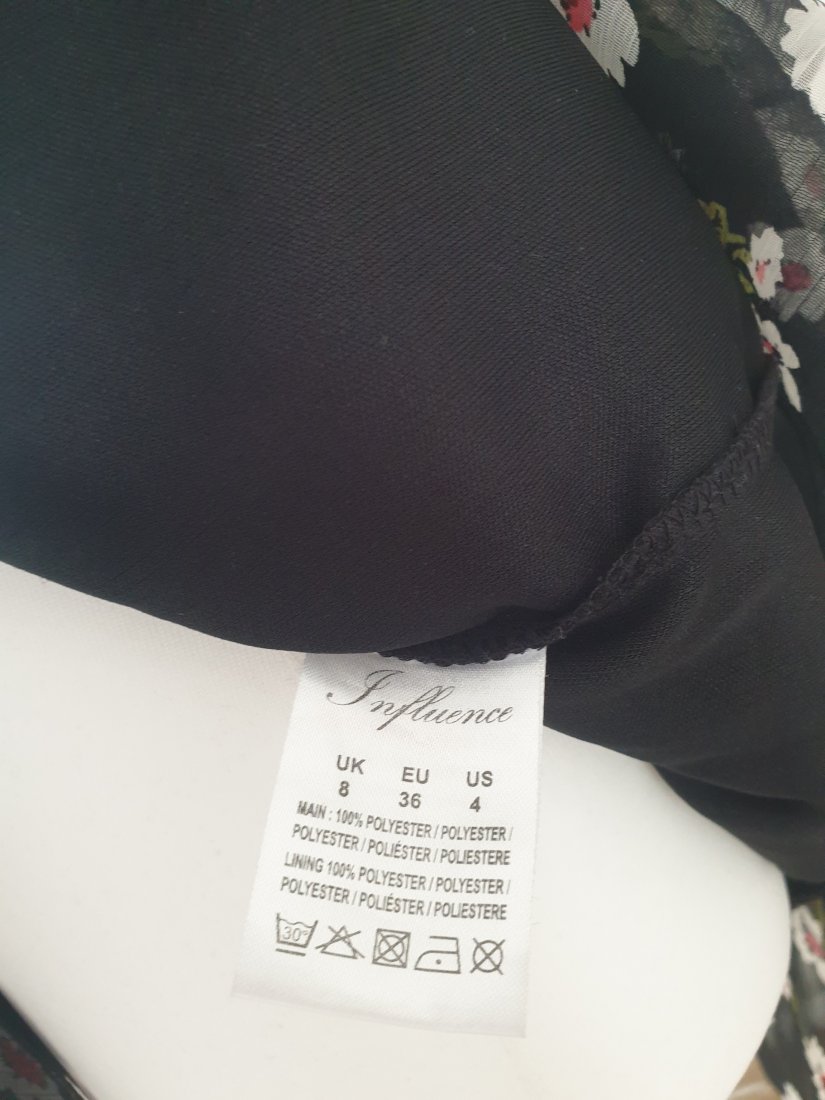 Influence
UK EU US
8 36 4
MAIN : 100% POLYESTER / POLYESTER /
POLYESTER / POLIÉSTER / POLIESTERE
LINING 100% POLYESTER / POLYESTER /
POLYESTER / POLIÉSTER / POLIESTERE
30°